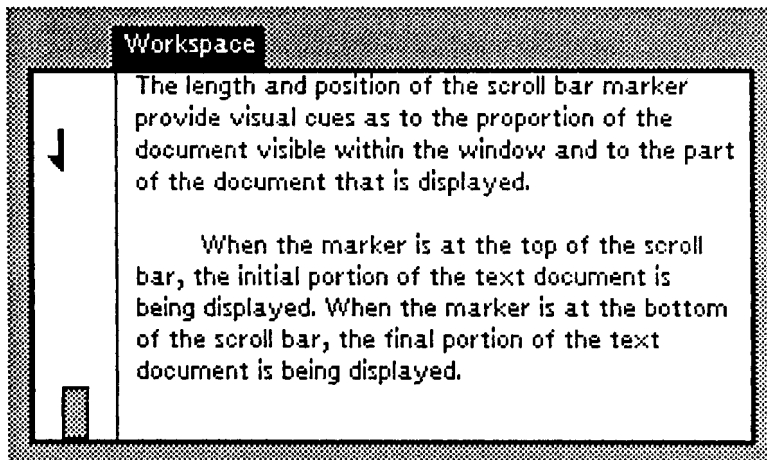 Workspace
The length and position of the scroll bar marker
provide visual cues as to the proportion of the
document visible within the window and to the part
of the document that is displayed.
When the marker is at the top of the scroll
bar, the initial portion of the text document is
being displayed. When the marker is at the bottom
of the scroll bar, the final portion of the text
document is being displayed.